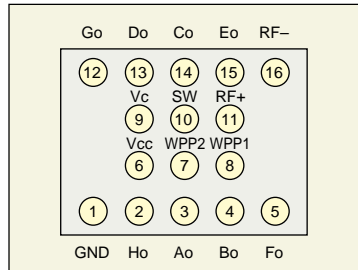 Go Do Co Eo RF–
12 13 14 15 16
Vc SW RF+
9 10 11
Vcc WPP2 WPP1
6 7 8
1 2 3 4 5
GND Ho Ao Bo Fo